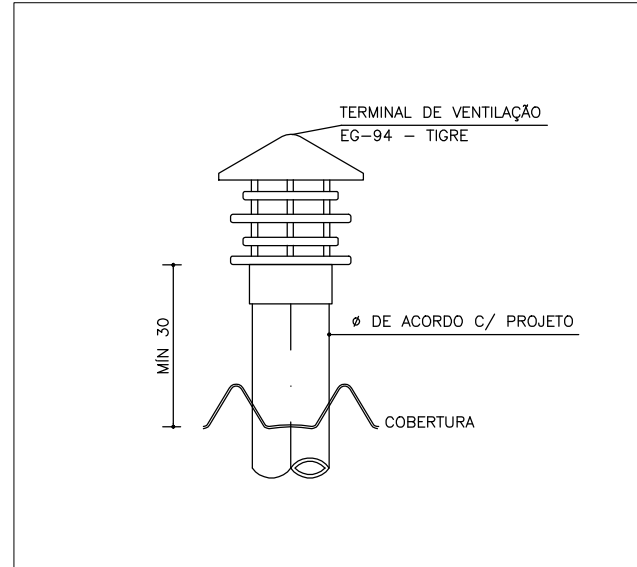 TERMINAL DE VENTILAÇÃO
EG-94 - TIGRE
MÍN 30
ø DE ACORDO C/ PROJETO
COBERTURA